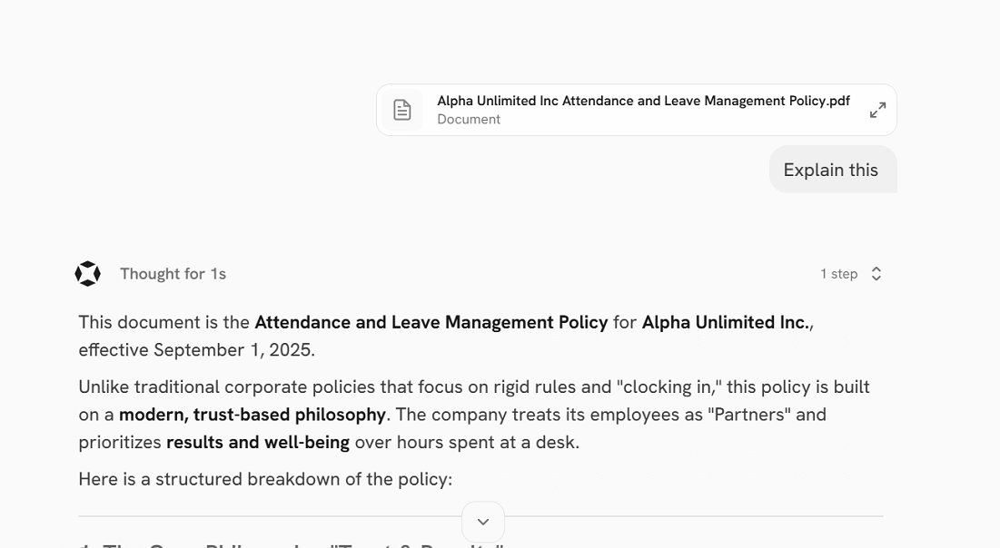 Alpha Unlimited Inc Attendance and Leave Management Policy.pdf
Document
Explain this
Thought for 1s
1 step
This document is the Attendance and Leave Management Policy for Alpha Unlimited Inc.,
effective September 1, 2025.
Unlike traditional corporate policies that focus on rigid rules and "clocking in," this policy is built
on a modern, trust-based philosophy. The company treats its employees as "Partners" and
prioritizes results and well-being over hours spent at a desk.
Here is a structured breakdown of the policy: